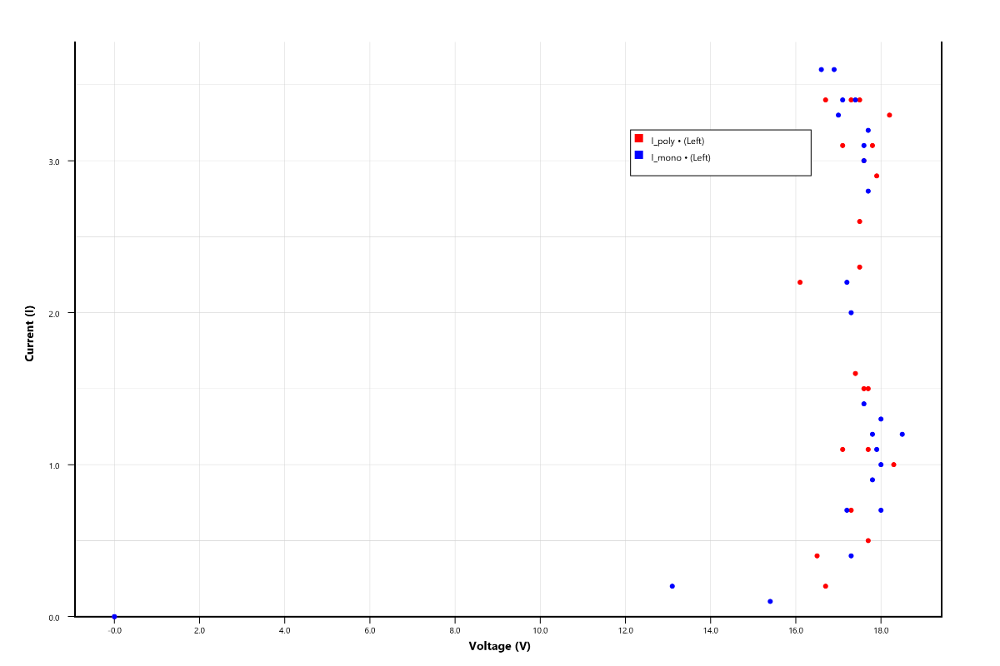 I_poly • (Left)
I_mono • (Left)
3.0
2.0
1.0
0.0
Current (I)
-0.0 2.0 4.0 6.0 8.0 10.0 12.0 14.0 16.0 18.0
Voltage (V)